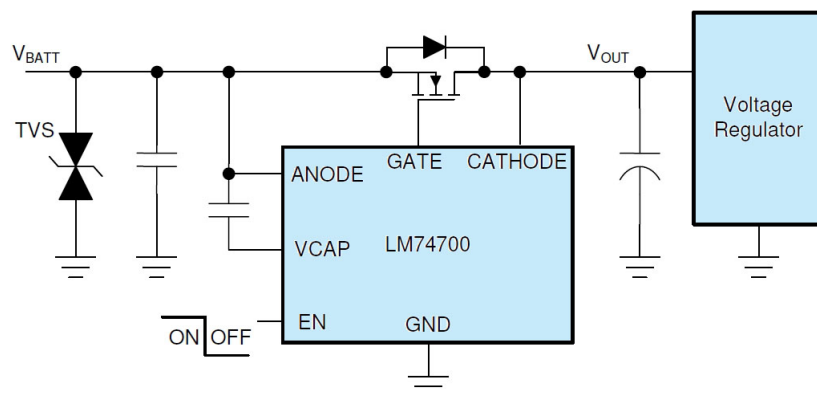 VBATT
VOUT
Voltage
Regulator
TVS
GATE
CATHODE
ANODE
LM74700
VCAP
EN
GND
ON
OFF